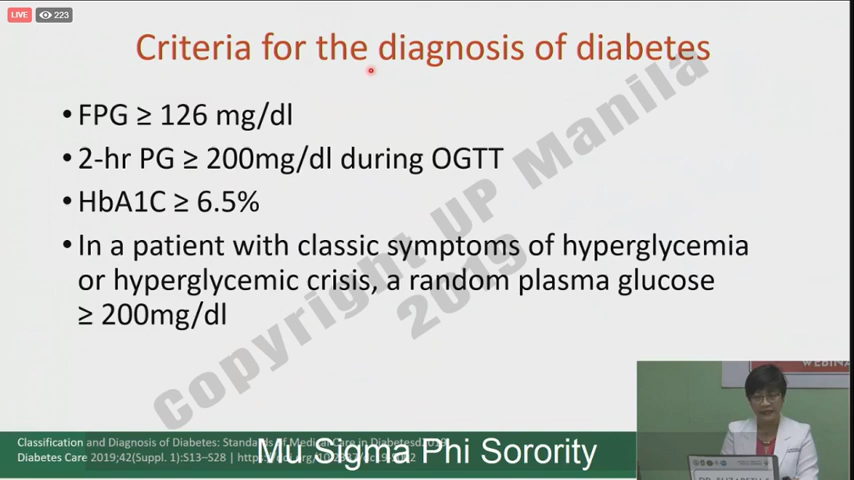 LIVE
223
Criteria for the diagnosis of diabetes
• FPG ≥ 126 mg/dl
• 2-hr PG ≥ 200mg/dl during OGTT
• HbA1C ≥ 6.5%
• In a patient with classic symptoms of hyperglycemia
or hyperglycemic crisis, a random plasma glucose
≥ 200mg/dl
Copyright UP Manila
2019
WEBINA
Classification and Diagnosis of Diabetes: Standards of Medical Care in Diabetes
Diabetes Care 2019;42(Suppl. 1):S13–S28 |
Mu Sigma Phi Sorority